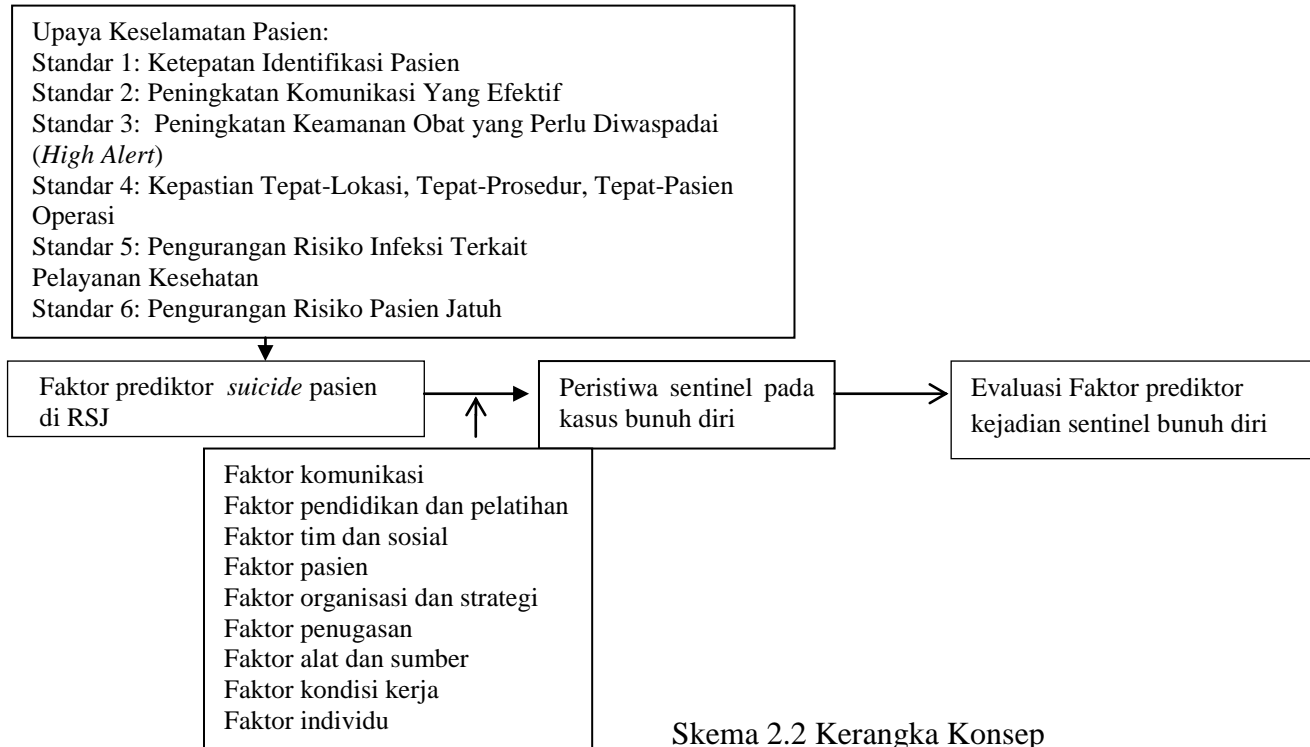 Upaya Keselamatan Pasien:
Standar 1: Ketepatan Identifikasi Pasien
Standar 2: Peningkatan Komunikasi Yang Efektif
Standar 3: Peningkatan Keamanan Obat yang Perlu Diwaspadai
(High Alert)
Standar 4: Kepastian Tepat-Lokasi, Tepat-Prosedur, Tepat-Pasien
Operasi
Standar 5: Pengurangan Risiko Infeksi Terkait
Pelayanan Kesehatan
Standar 6: Pengurangan Risiko Pasien Jatuh
Faktor prediktor suicide pasien
di RSJ
Peristiwa sentinel pada
kasus bunuh diri
Evaluasi Faktor prediktor
kejadian sentinel bunuh diri
Faktor komunikasi
Faktor pendidikan dan pelatihan
Faktor tim dan sosial
Faktor pasien
Faktor organisasi dan strategi
Faktor penugasan
Faktor alat dan sumber
Faktor kondisi kerja
Faktor individu
Skema 2.2 Kerangka Konsep